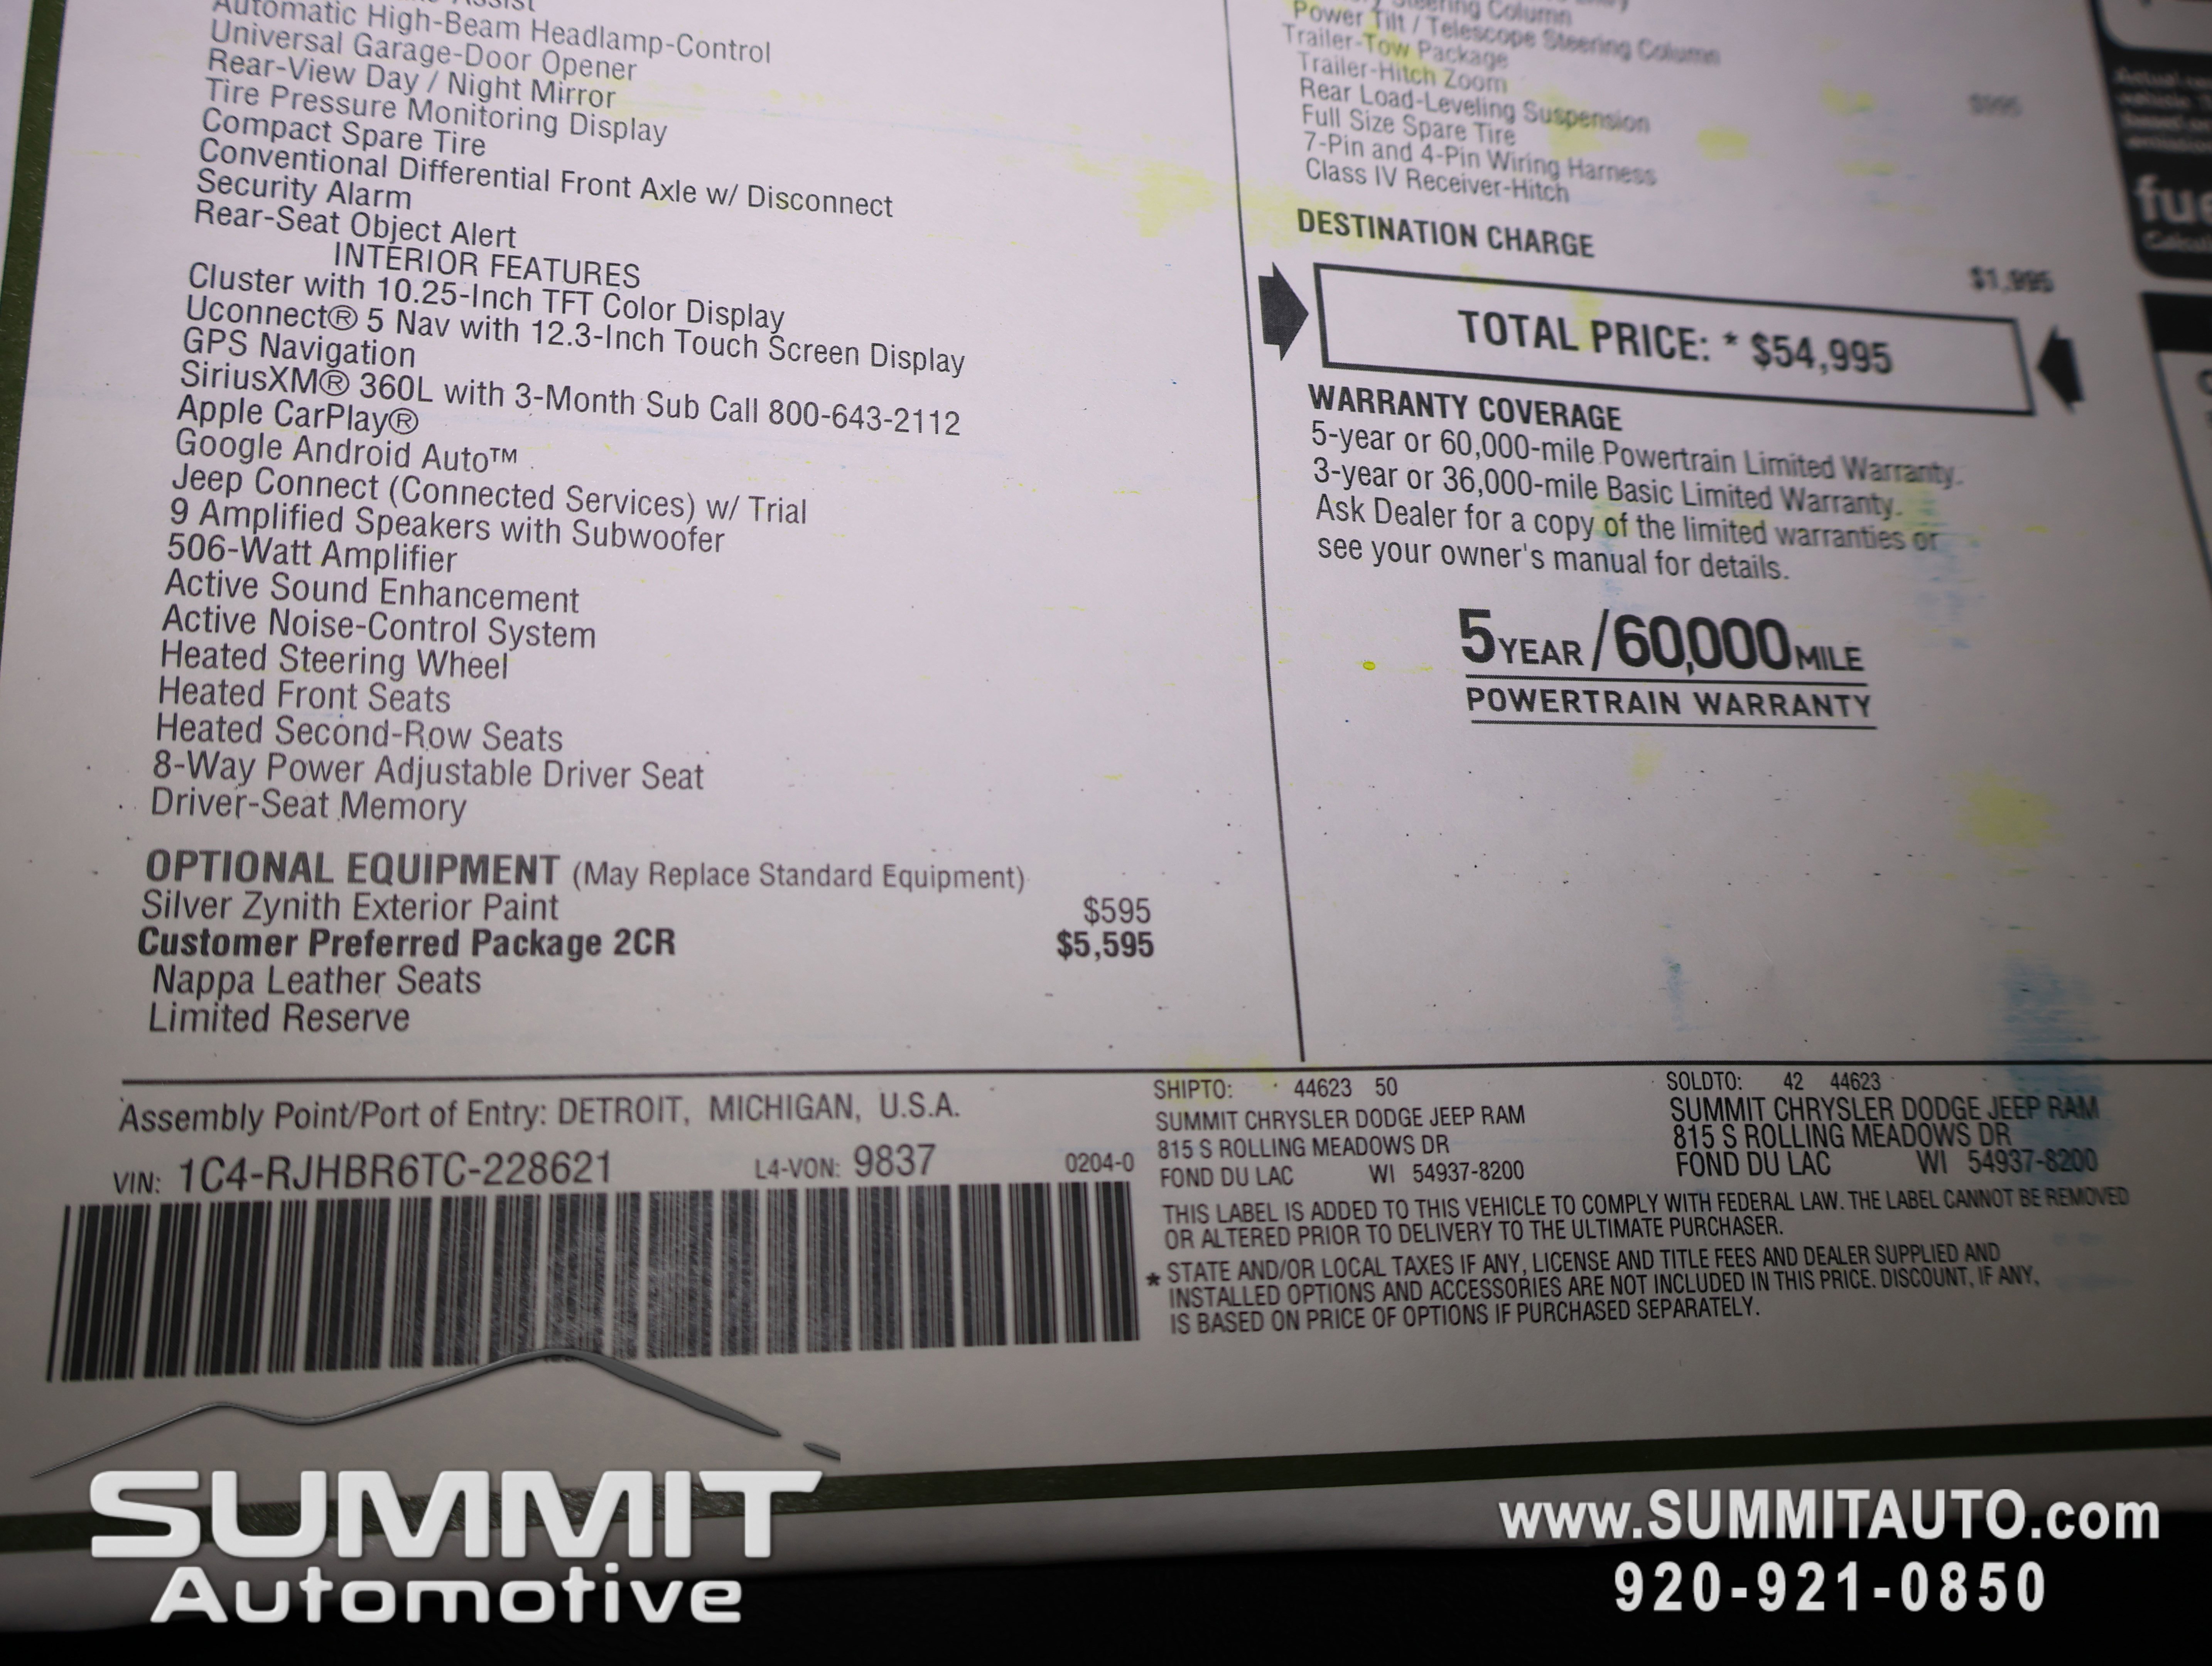 Assist
Automatic High-Beam Headlamp-Control
Universal Garage-Door Opener
Rear-View Day / Night Mirror
Tire Pressure Monitoring Display
Compact Spare Tire
Conventional Differential Front Axle w/ Disconnect
Security Alarm
Rear-Seat Object Alert
INTERIOR FEATURES
Cluster with 10.25-Inch TFT Color Display
Uconnect® 5 Nav with 12.3-Inch Touch Screen Display
GPS Navigation
SiriusXM® 360L with 3-Month Sub Call 800-643-2112
Apple CarPlay®
Google Android Auto™
Jeep Connect (Connected Services) w/ Trial
9 Amplified Speakers with Subwoofer
506-Watt Amplifier
Active Sound Enhancement
Active Noise-Control System
Heated Steering Wheel
Heated Front Seats
Heated Second-Row Seats
8-Way Power Adjustable Driver Seat
Driver-Seat Memory
OPTIONAL EQUIPMENT (May Replace Standard Equipment)
Silver Zynith Exterior Paint $595
Customer Preferred Package 2CR $5,595
Nappa Leather Seats
Limited Reserve
Steering Column
Power Tilt / Telescope Steering Column
Trailer-Tow Package $995
Trailer-Hitch Zoom
Rear Load-Leveling Suspension
Full Size Spare Tire
7-Pin and 4-Pin Wiring Harness
Class IV Receiver-Hitch
DESTINATION CHARGE $1,995
TOTAL PRICE: * $54,995
WARRANTY COVERAGE
5-year or 60,000-mile Powertrain Limited Warranty.
3-year or 36,000-mile Basic Limited Warranty.
Ask Dealer for a copy of the limited warranties or
see your owner's manual for details.
5 YEAR / 60,000 MILE
POWERTRAIN WARRANTY
Assembly Point/Port of Entry: DETROIT, MICHIGAN, U.S.A.
VIN: 1C4-RJHBR6TC-228621 L4-VON: 9837 0204-0
SHIPTO: 44623 50
SUMMIT CHRYSLER DODGE JEEP RAM
815 S ROLLING MEADOWS DR
FOND DU LAC WI 54937-8200
SOLDTO: 42 44623
SUMMIT CHRYSLER DODGE JEEP RAM
815 S ROLLING MEADOWS DR
FOND DU LAC WI 54937-8200
THIS LABEL IS ADDED TO THIS VEHICLE TO COMPLY WITH FEDERAL LAW. THE LABEL CANNOT BE REMOVED
OR ALTERED PRIOR TO DELIVERY TO THE ULTIMATE PURCHASER.
* STATE AND/OR LOCAL TAXES IF ANY, LICENSE AND TITLE FEES AND DEALER SUPPLIED AND
INSTALLED OPTIONS AND ACCESSORIES ARE NOT INCLUDED IN THIS PRICE. DISCOUNT, IF ANY,
IS BASED ON PRICE OF OPTIONS IF PURCHASED SEPARATELY.
SUMMIT
Automotive
www.SUMMITAUTO.com
920-921-0850